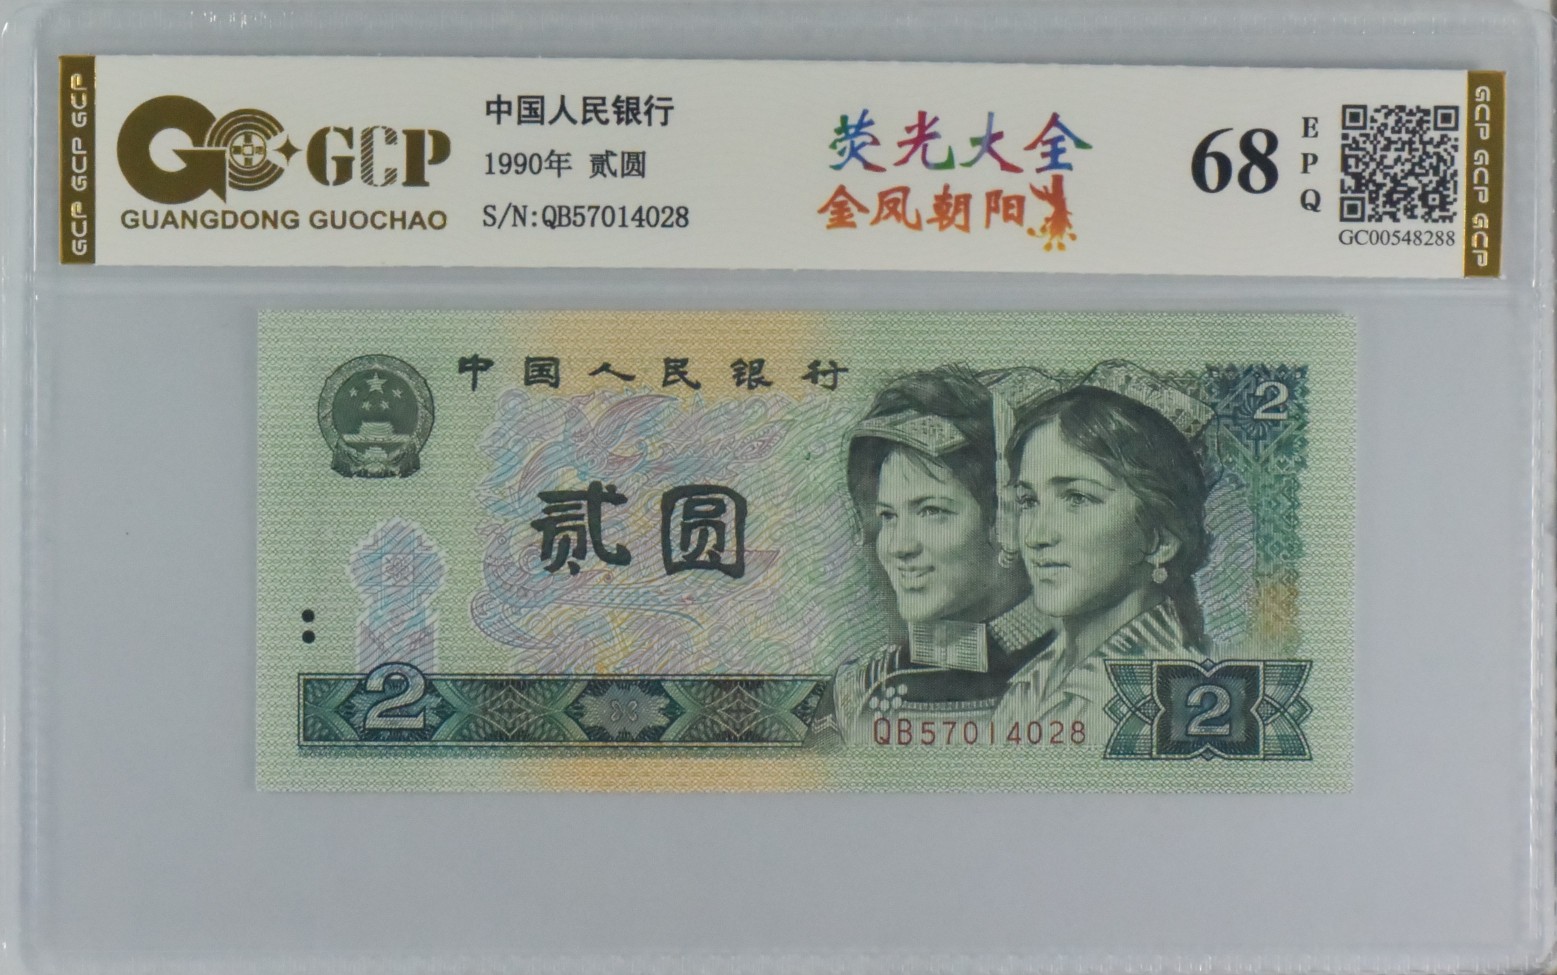 GCP GCP GCP
GCP
GUANGDONG GUOCHAO
中国人民银行
1990年 贰圆
S/N:QB57014028
荧光大全
金凤朝阳
68
EPQ
GC00548288
GCP GCP GCP
中国人民银行
2
贰圆
2
QB57014028
2